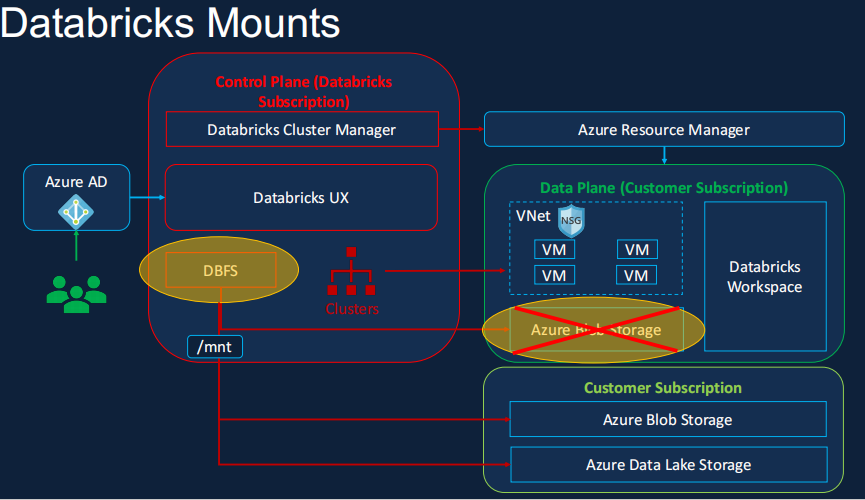 Databricks Mounts
Control Plane (Databricks
Subscription)
Databricks Cluster Manager
Azure Resource Manager
Azure AD
Databricks UX
Data Plane (Customer Subscription)
VNet
NSG
VM
VM
VM
VM
Databricks
Workspace
DBFS
Clusters
Azure Blob Storage
/mnt
Customer Subscription
Azure Blob Storage
Azure Data Lake Storage